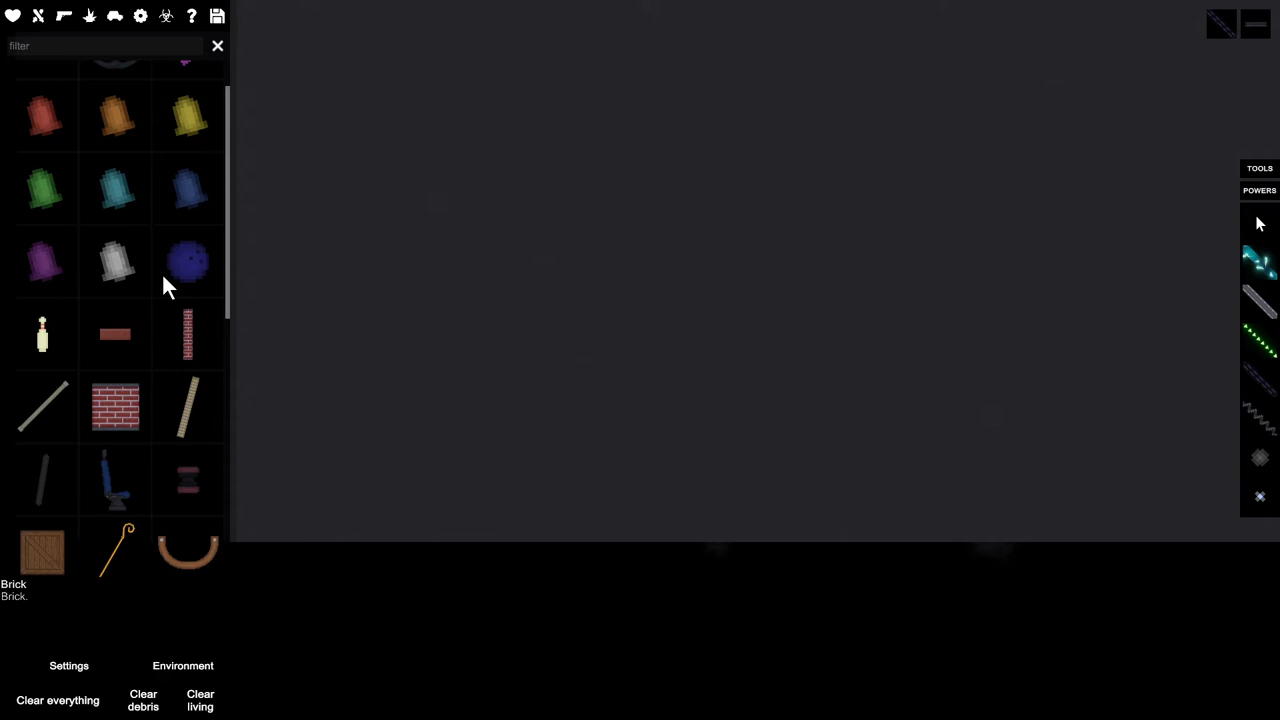 filter
TOOLS
POWERS
Brick
Brick.
Settings
Environment
Clear everything
Clear
debris
Clear
living